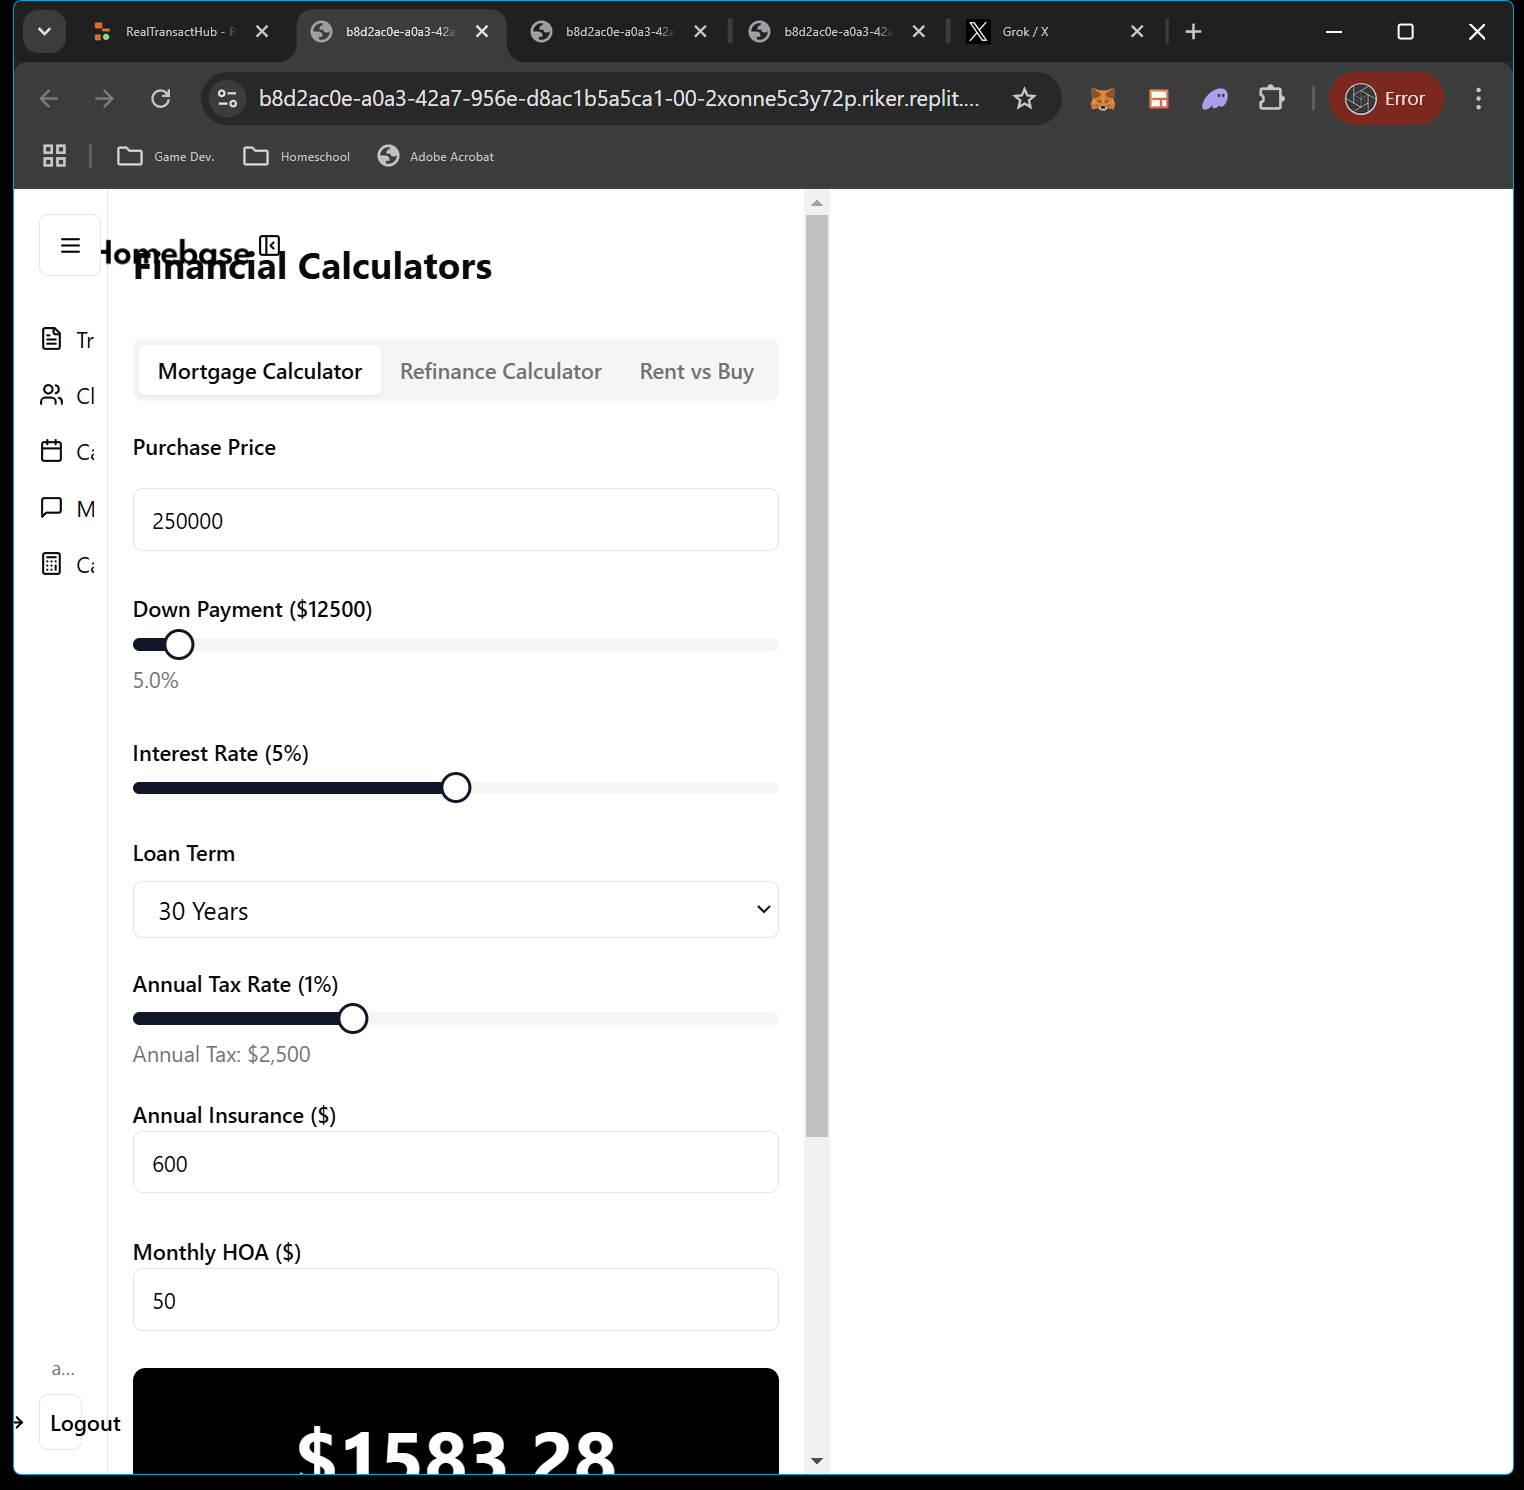 RealTransactHub - R
b8d2ac0e-a0a3-42a
b8d2ac0e-a0a3-42a
b8d2ac0e-a0a3-42a
Grok / X
b8d2ac0e-a0a3-42a7-956e-d8ac1b5a5ca1-00-2xonne5c3y72p.riker.replit....
Error
Game Dev.
Homeschool
Adobe Acrobat
Homebase
Financial Calculators
Tr
Cl
Ca
M
Ca
Mortgage Calculator
Refinance Calculator
Rent vs Buy
Purchase Price
250000
Down Payment ($12500)
5.0%
Interest Rate (5%)
Loan Term
30 Years
Annual Tax Rate (1%)
Annual Tax: $2,500
Annual Insurance ($)
600
Monthly HOA ($)
50
a...
Logout
$1583.28